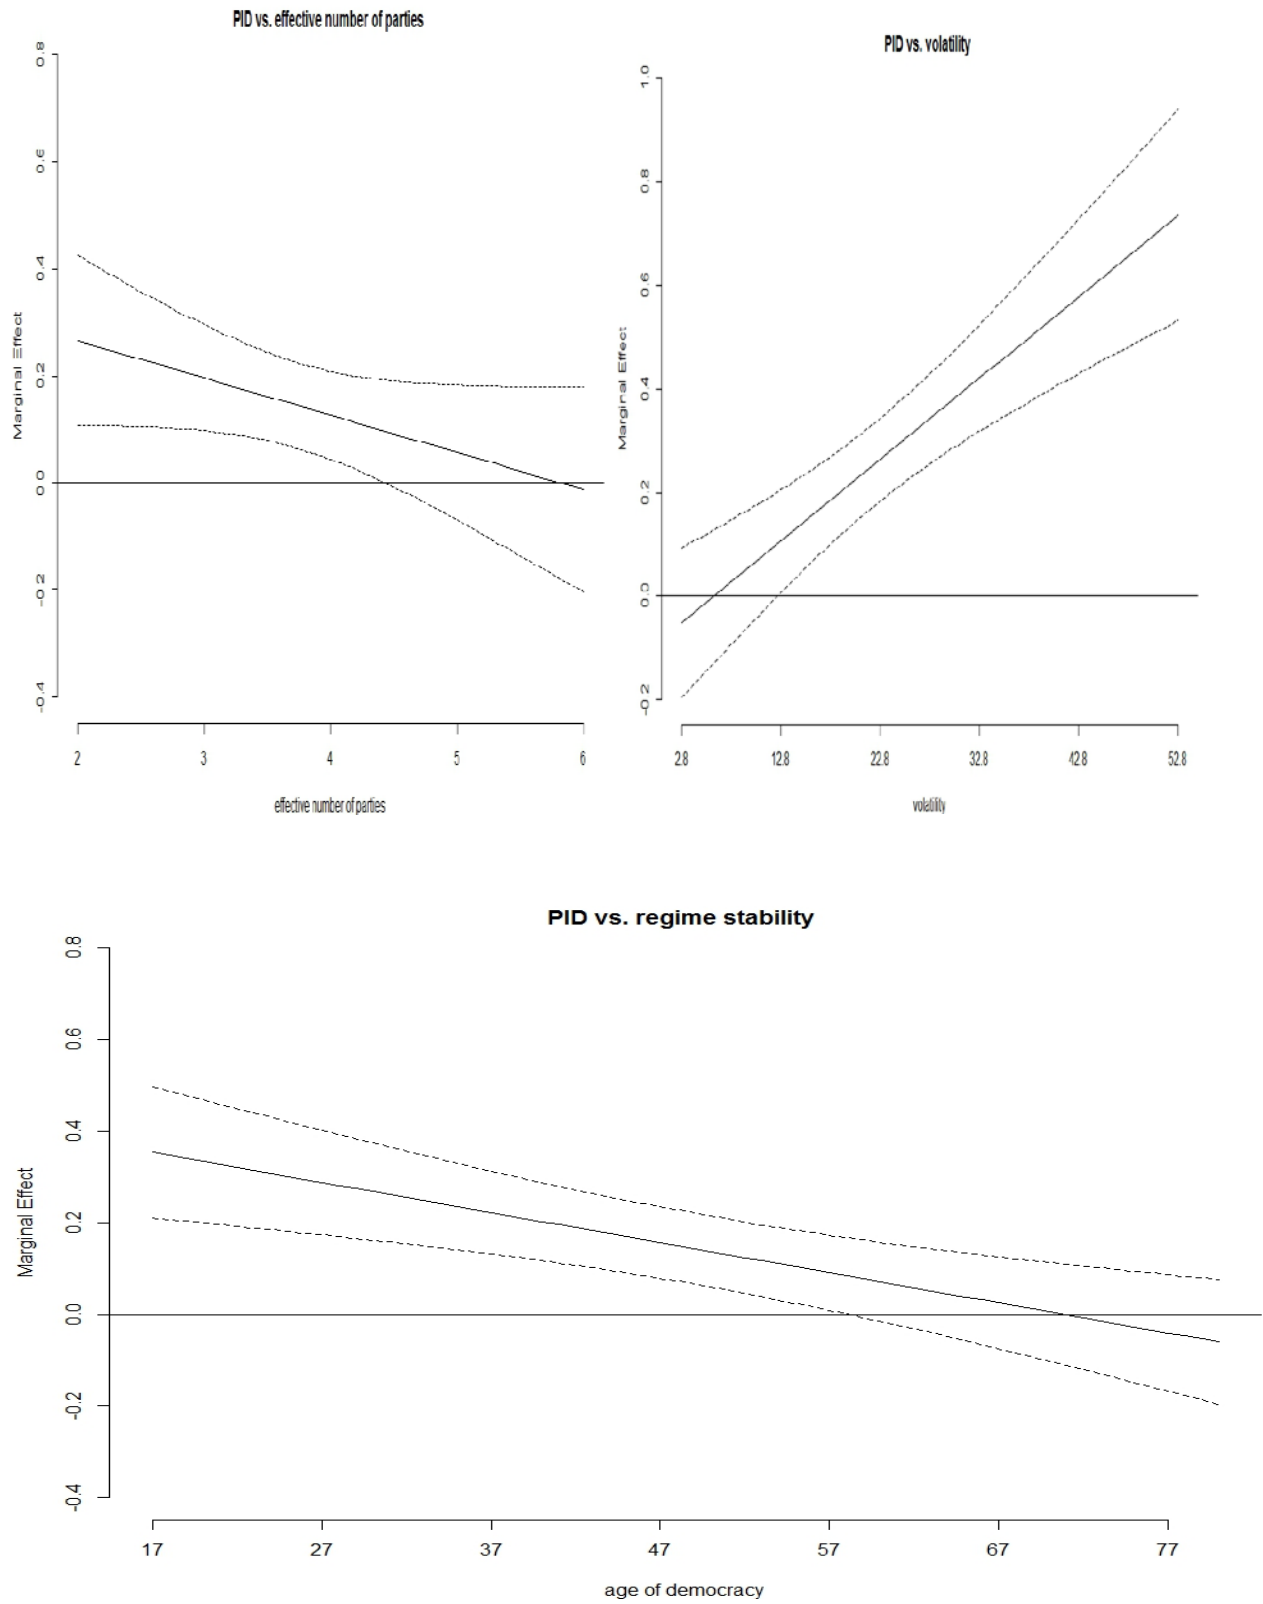 PID vs. effective number of parties
0.8
0.6
0.4
0.2
0.0
-0.2
-0.4
Marginal Effect
2 3 4 5 6
effective number of parties
PID vs. volatility
1.0
0.8
0.6
0.4
0.2
0.0
-0.2
Marginal Effect
2.8 12.8 22.8 32.8 42.8 52.8
volatility
PID vs. regime stability
0.8
0.6
0.4
0.2
0.0
-0.2
-0.4
Marginal Effect
17 27 37 47 57 67 77
age of democracy